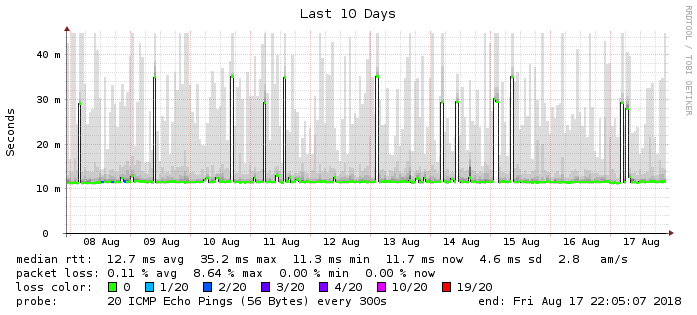 Last 10 Days
RRDTOOL / TOBI OETIKER
Seconds
40 m
30 m
20 m
10 m
0
08 Aug 09 Aug 10 Aug 11 Aug 12 Aug 13 Aug 14 Aug 15 Aug 16 Aug 17 Aug
median rtt: 12.7 ms avg 35.2 ms max 11.3 ms min 11.7 ms now 4.6 ms sd 2.8 am/s
packet loss: 0.11 % avg 8.64 % max 0.00 % min 0.00 % now
loss color: 0 1/20 2/20 3/20 4/20 10/20 19/20
probe: 20 ICMP Echo Pings (56 Bytes) every 300s end: Fri Aug 17 22:05:07 2018